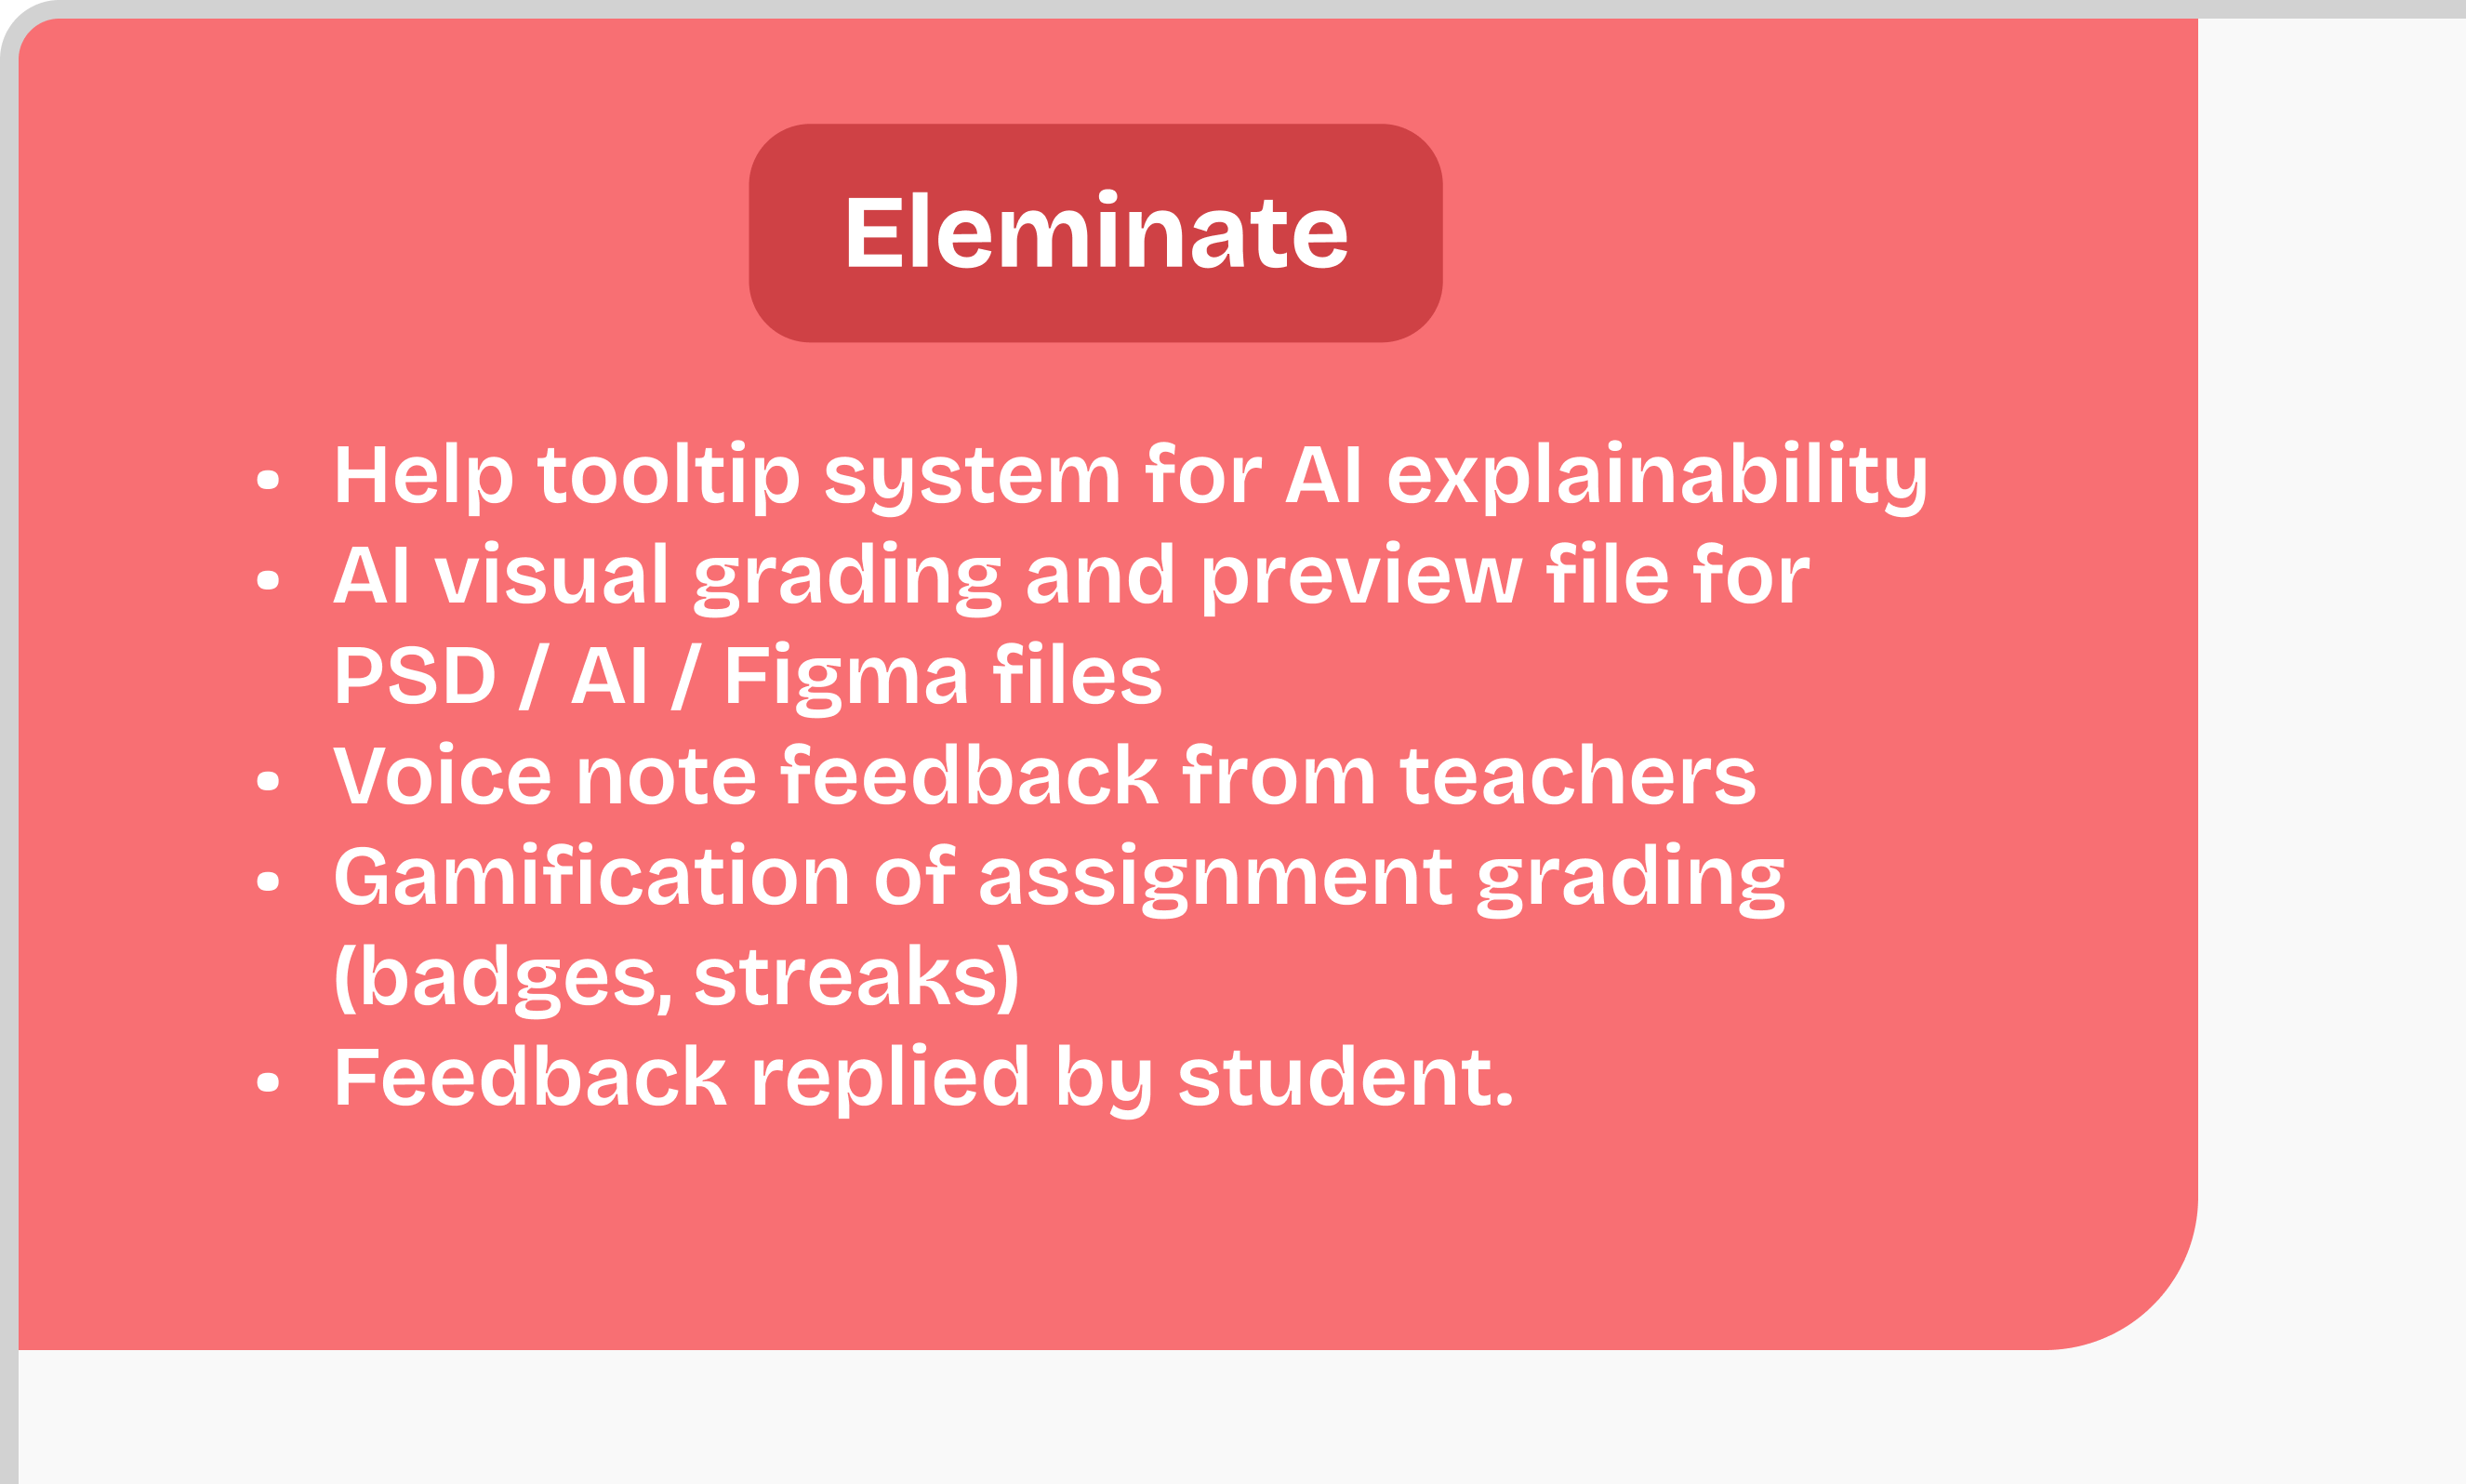 Eleminate
• Help tooltip system for AI explainability
• AI visual grading and preview file for
PSD / AI / Figma files
• Voice note feedback from teachers
• Gamification of assignment grading
(badges, streaks)
• Feedback replied by student.